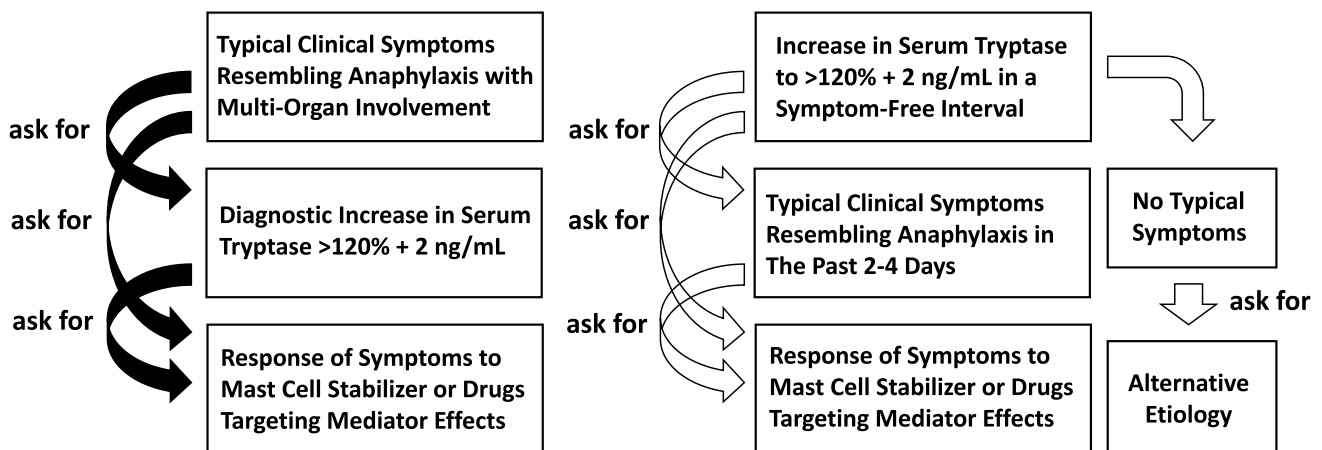 Typical Clinical Symptoms
Resembling Anaphylaxis with
Multi-Organ Involvement
ask for
Diagnostic Increase in Serum
Tryptase >120% + 2 ng/mL
ask for
ask for
Response of Symptoms to
Mast Cell Stabilizer or Drugs
Targeting Mediator Effects
Increase in Serum Tryptase
to >120% + 2 ng/mL in a
Symptom-Free Interval
ask for
Typical Clinical Symptoms
Resembling Anaphylaxis in
The Past 2-4 Days
ask for
ask for
Response of Symptoms to
Mast Cell Stabilizer or Drugs
Targeting Mediator Effects
No Typical
Symptoms
ask for
Alternative
Etiology